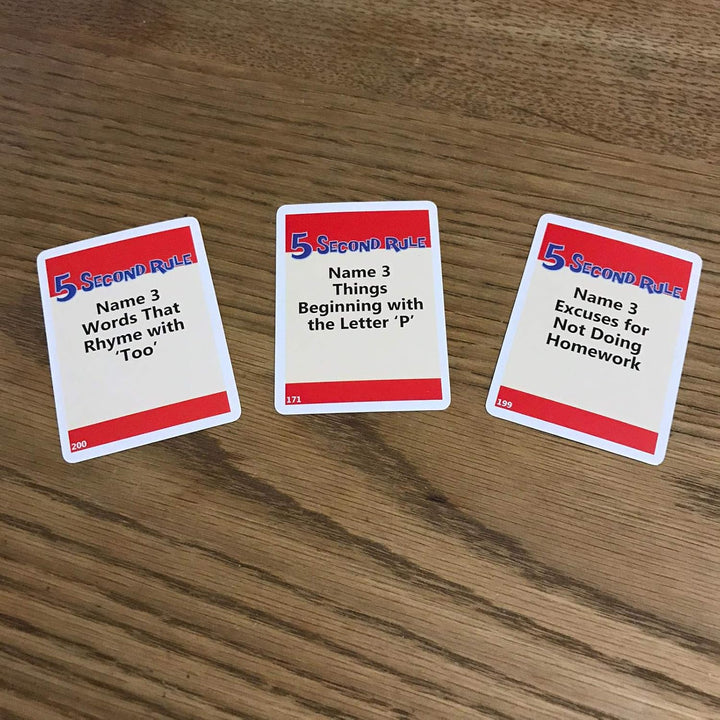 5 SECOND RULE
Name 3
Words That
Rhyme with
‘Too’
200
5 SECOND RULE
Name 3
Things
Beginning with
the Letter ‘P’
171
5 SECOND RULE
Name 3
Excuses for
Not Doing
Homework
199